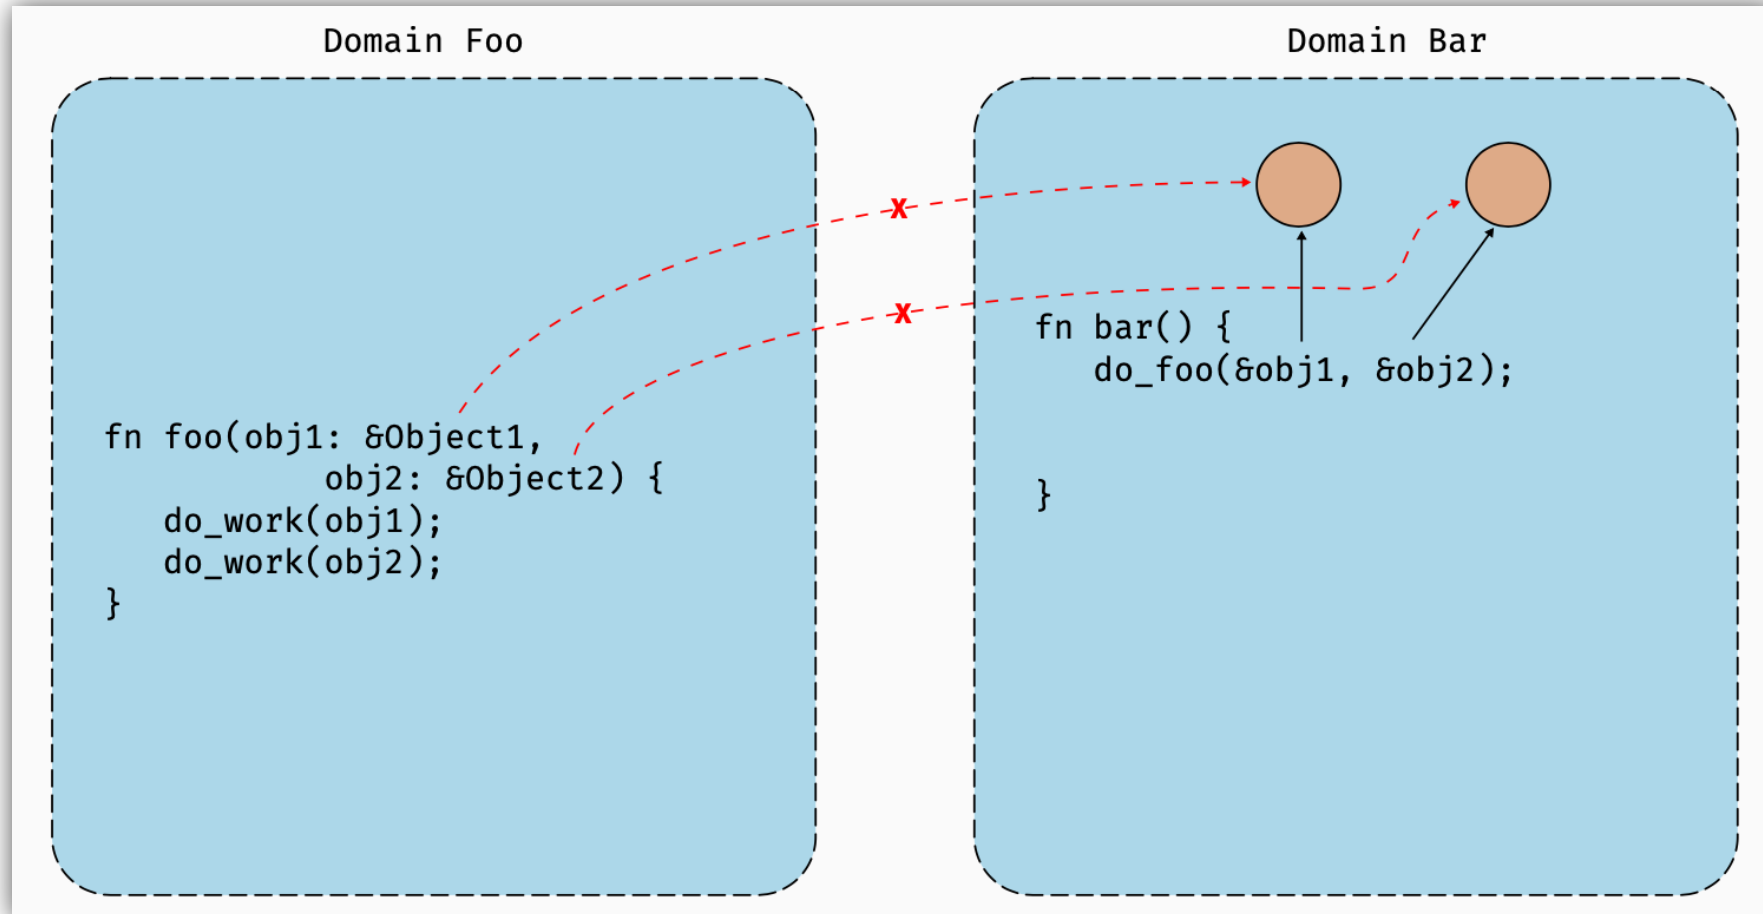 Domain Foo
fn foo(obj1: &Object1,
obj2: &Object2) {
do_work(obj1);
do_work(obj2);
}
Domain Bar
fn bar() {
do_foo(&obj1, &obj2);
}
X
X